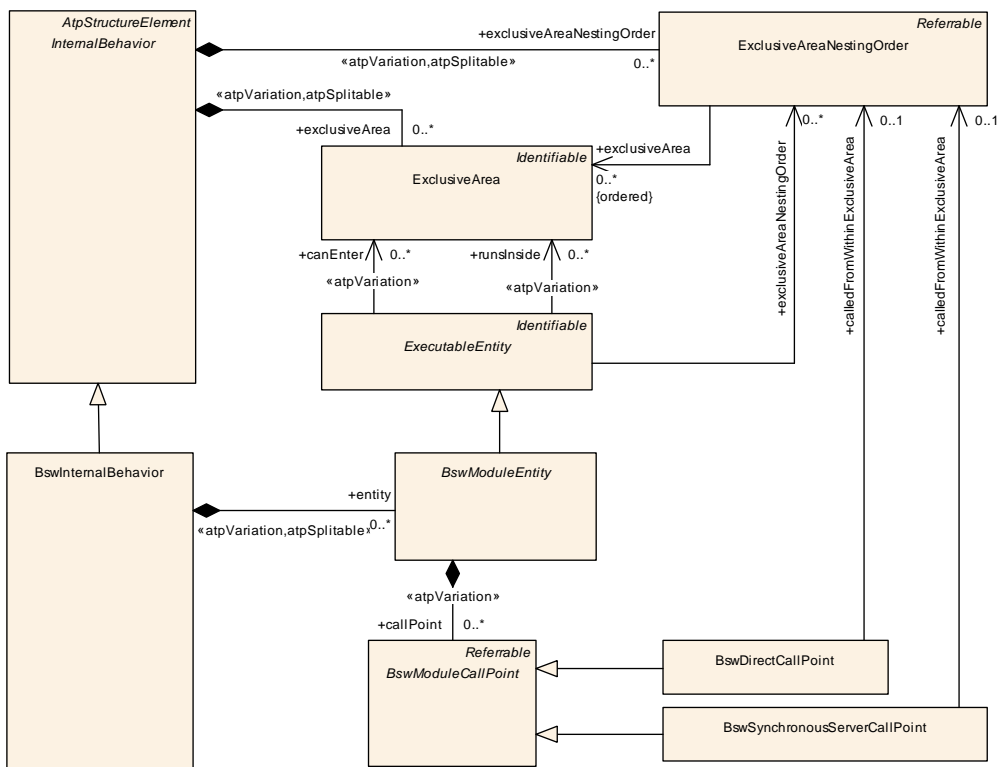 AtpStructureElement
InternalBehavior
Referrable
ExclusiveAreaNestingOrder
+exclusiveAreaNestingOrder
«atpVariation,atpSplitable»
0..*
«atpVariation,atpSplitable»
+exclusiveArea
0..*
Identifiable
ExclusiveArea
+exclusiveArea
0..*
{ordered}
0..*
+exclusiveAreaNestingOrder
0..1
+calledFromWithinExclusiveArea
0..1
+calledFromWithinExclusiveArea
+canEnter
0..*
«atpVariation»
+runsInside
0..*
«atpVariation»
Identifiable
ExecutableEntity
BswInternalBehavior
BswModuleEntity
+entity
«atpVariation,atpSplitable»
0..*
«atpVariation»
+callPoint
0..*
Referrable
BswModuleCallPoint
BswDirectCallPoint
BswSynchronousServerCallPoint